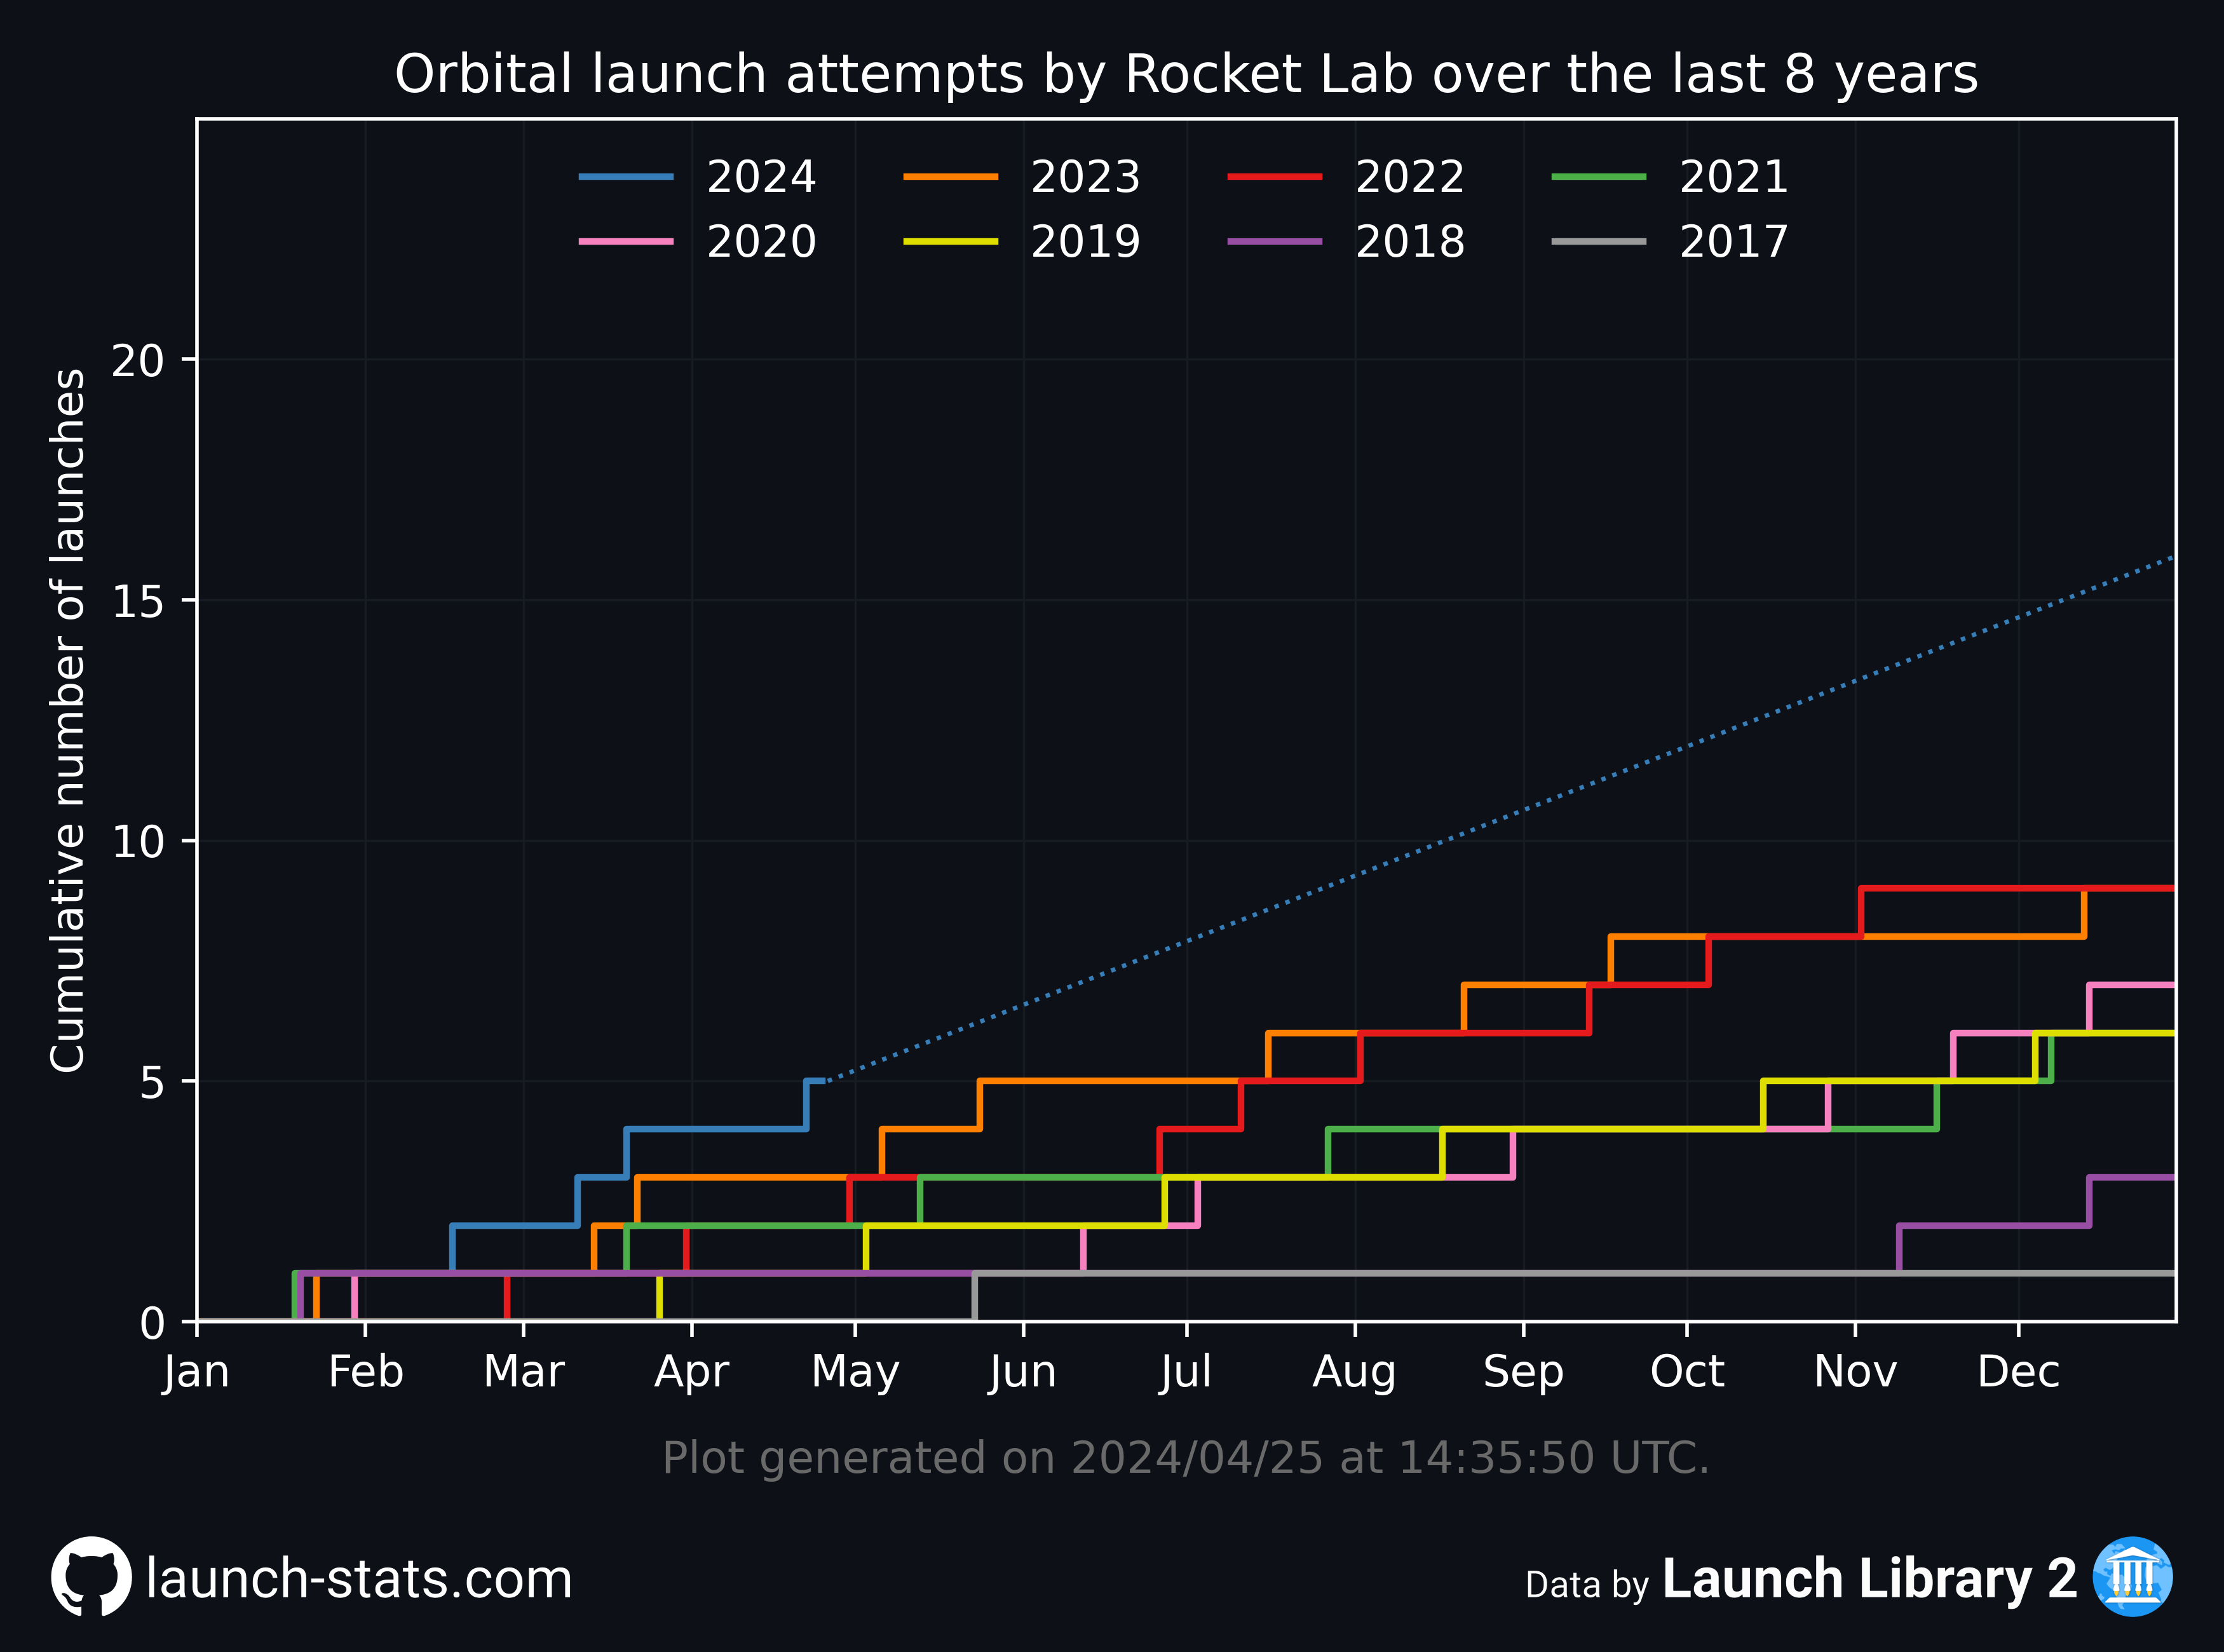 Orbital launch attempts by Rocket Lab over the last 8 years
2024 2023 2022 2021
2020 2019 2018 2017
Cumulative number of launches
20
15
10
5
0
Jan Feb Mar Apr May Jun Jul Aug Sep Oct Nov Dec
Plot generated on 2024/04/25 at 14:35:50 UTC.
launch-stats.com
Data by Launch Library 2